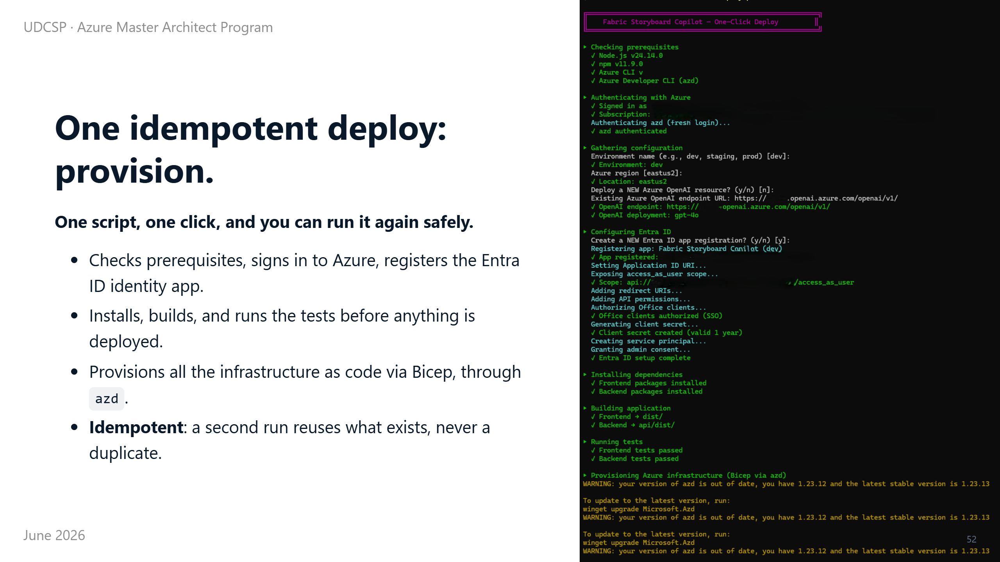 UDCSP · Azure Master Architect Program
One idempotent deploy:
provision.
One script, one click, and you can run it again safely.
• Checks prerequisites, signs in to Azure, registers the Entra
ID identity app.
• Installs, builds, and runs the tests before anything is
deployed.
• Provisions all the infrastructure as code via Bicep, through
azd.
• Idempotent: a second run reuses what exists, never a
duplicate.
June 2026
Fabric Storyboard Copilot — One-Click Deploy
▸ Checking prerequisites
✓ Node.js v24.14.0
✓ npm v11.9.0
✓ Azure CLI v
✓ Azure Developer CLI (azd)
▸ Authenticating with Azure
✓ Signed in as
✓ Subscription:
Authenticating azd (fresh login)...
✓ azd authenticated
▸ Gathering configuration
Environment name (e.g., dev, staging, prod) [dev]:
✓ Environment: dev
Azure region [eastus2]:
✓ Location: eastus2
Deploy a NEW Azure OpenAI resource? (y/n) [n]:
Existing Azure OpenAI endpoint URL: https:// .openai.azure.com/openai/v1/
✓ OpenAI endpoint: https:// -openai.azure.com/openai/v1/
✓ OpenAI deployment: gpt-4o
▸ Configuring Entra ID
Create a NEW Entra ID app registration? (y/n) [y]:
Registering app: Fabric Storyboard Copilot (dev)
✓ App registered:
Setting Application ID URI...
Exposing access_as_user scope...
✓ Scope: api:// /access_as_user
Adding redirect URIs...
Adding API permissions...
Authorizing Office clients...
✓ Office clients authorized (SSO)
Generating client secret...
✓ Client secret created (valid 1 year)
Creating service principal...
Granting admin consent...
✓ Entra ID setup complete
▸ Installing dependencies
✓ Frontend packages installed
✓ Backend packages installed
▸ Building application
✓ Frontend → dist/
✓ Backend → api/dist/
▸ Running tests
✓ Frontend tests passed
✓ Backend tests passed
▸ Provisioning Azure infrastructure (Bicep via azd)
WARNING: your version of azd is out of date, you have 1.23.12 and the latest stable version is 1.23.13
To update to the latest version, run:
winget upgrade Microsoft.Azd
WARNING: your version of azd is out of date, you have 1.23.12 and the latest stable version is 1.23.13
To update to the latest version, run:
winget upgrade Microsoft.Azd
WARNING: your version of azd is out of date, you have 1.23.12 and the latest stable version is 1.23.13
52